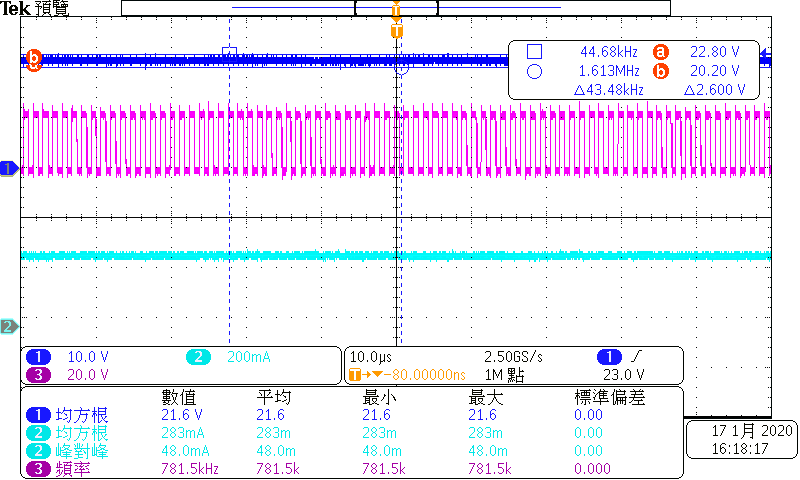 Tek 預覽
T
T
b
44.68kHz a 22.80 V
1.613MHz b 20.20 V
△43.48kHz △2.600 V
1
2
1 10.0 V 2 200mA
3 20.0 V
10.0µs 2.50GS/s 1
T→▼−80.00000ns 1M 點 23.0 V
數值 平均 最小 最大 標準偏差
1 均方根 21.6 V 21.6 21.6 21.6 0.00
2 均方根 283mA 283m 283m 283m 0.00
2 峰對峰 48.0mA 48.0m 48.0m 48.0m 0.00
3 頻率 781.5kHz 781.5k 781.5k 781.5k 0.000
17 1月 2020
16:18:17